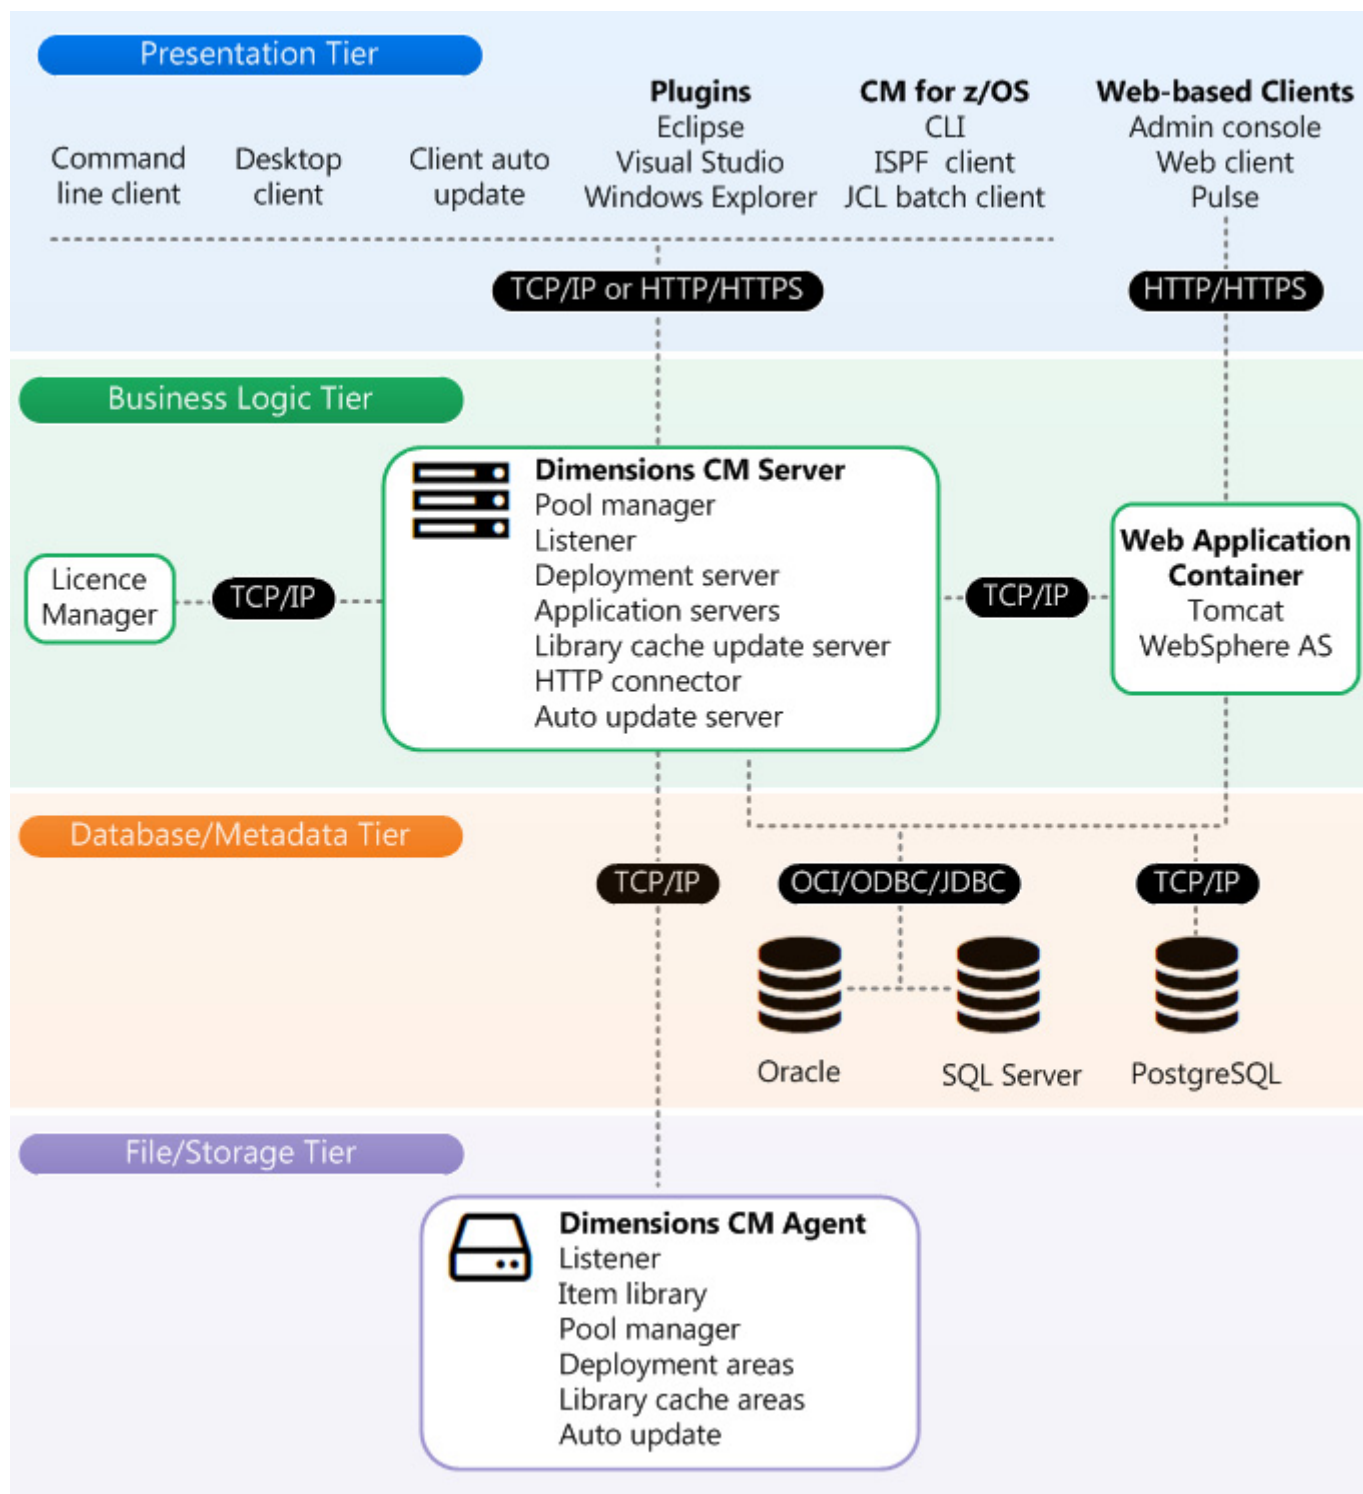 Presentation Tier
Command
line client
Desktop
client
Client auto
update
Plugins
Eclipse
Visual Studio
Windows Explorer
CM for z/OS
CLI
ISPF client
JCL batch client
Web-based Clients
Admin console
Web client
Pulse
TCP/IP or HTTP/HTTPS
HTTP/HTTPS
Business Logic Tier
Licence
Manager
TCP/IP
Dimensions CM Server
Pool manager
Listener
Deployment server
Application servers
Library cache update server
HTTP connector
Auto update server
TCP/IP
Web Application
Container
Tomcat
WebSphere AS
Database/Metadata Tier
TCP/IP
OCI/ODBC/JDBC
TCP/IP
Oracle
SQL Server
PostgreSQL
File/Storage Tier
Dimensions CM Agent
Listener
Item library
Pool manager
Deployment areas
Library cache areas
Auto update